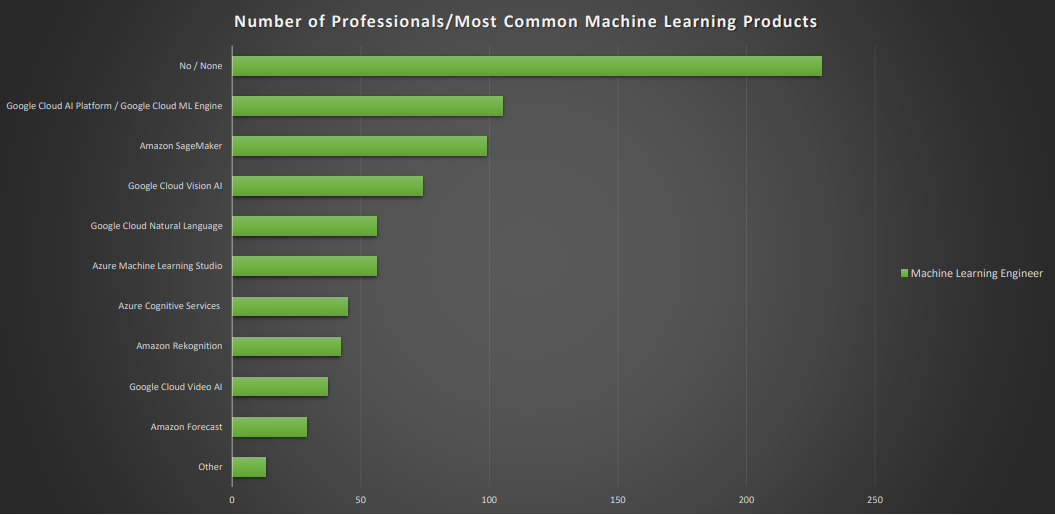 Number of Professionals/Most Common Machine Learning Products
No / None
Google Cloud AI Platform / Google Cloud ML Engine
Amazon SageMaker
Google Cloud Vision AI
Google Cloud Natural Language
Azure Machine Learning Studio
Azure Cognitive Services
Amazon Rekognition
Google Cloud Video AI
Amazon Forecast
Other
0 50 100 150 200 250
Machine Learning Engineer